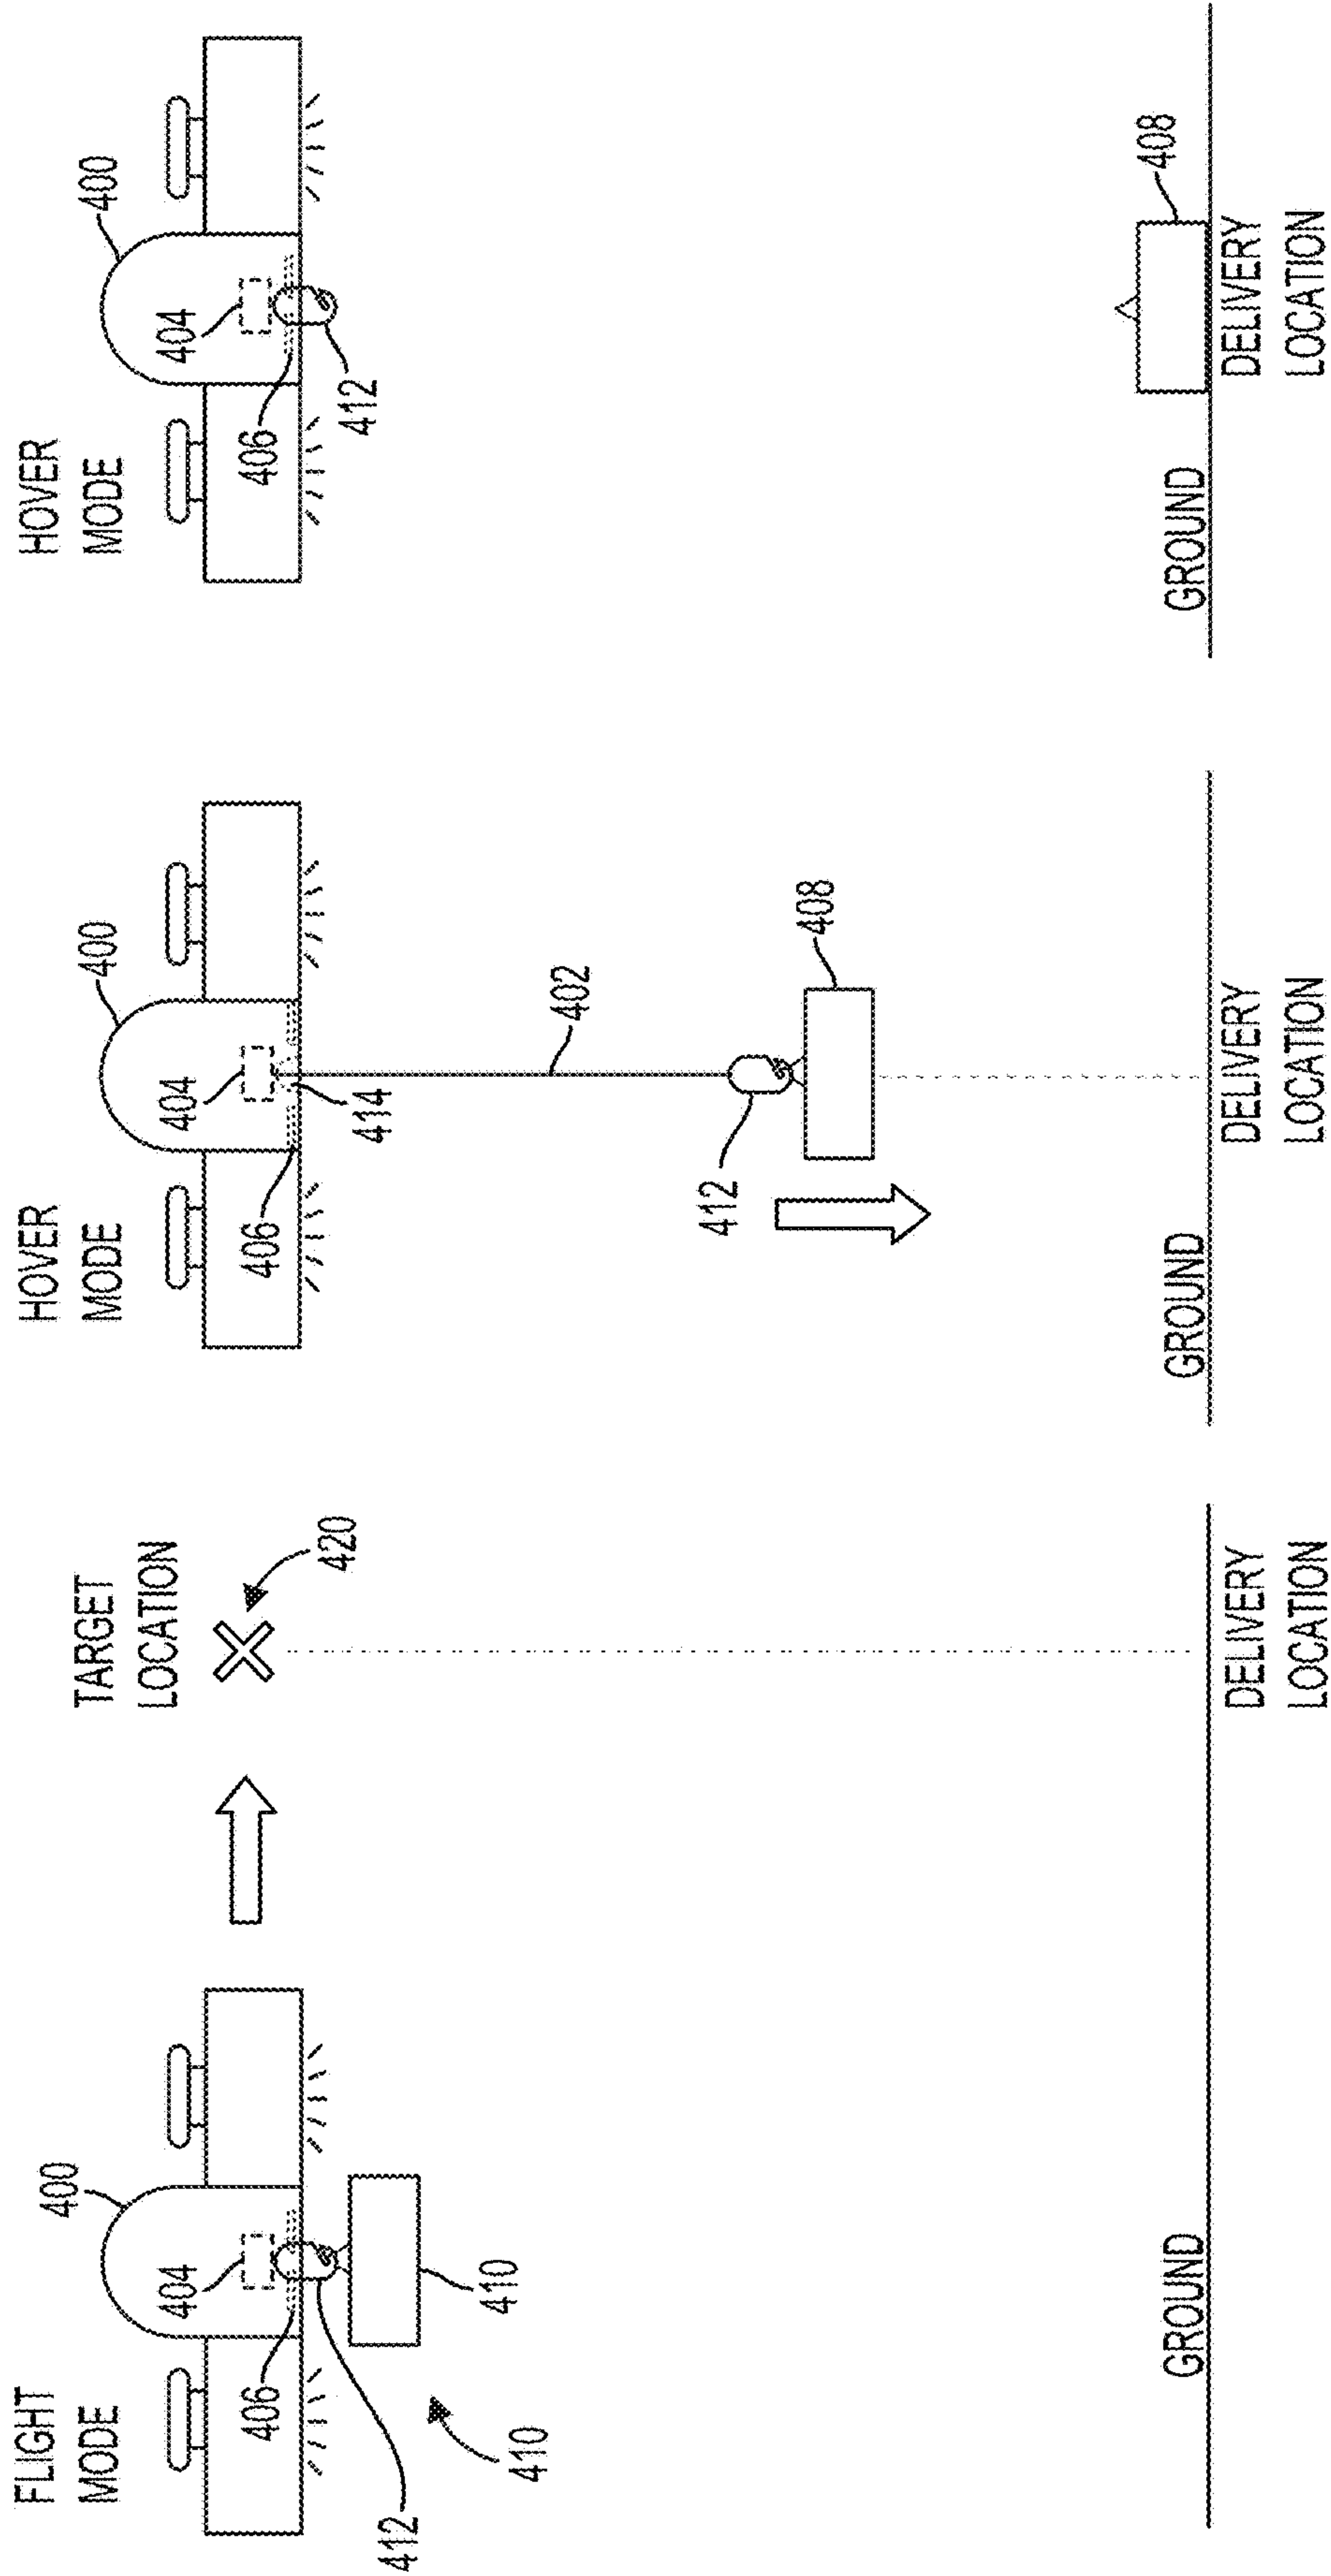 FLIGHT
MODE
400
404
406
412
410
410
TARGET
LOCATION
420
GROUND
DELIVERY
LOCATION
HOVER
MODE
400
404
406
414
402
412
408
GROUND
DELIVERY
LOCATION
HOVER
MODE
400
404
406
412
408
GROUND
DELIVERY
LOCATION